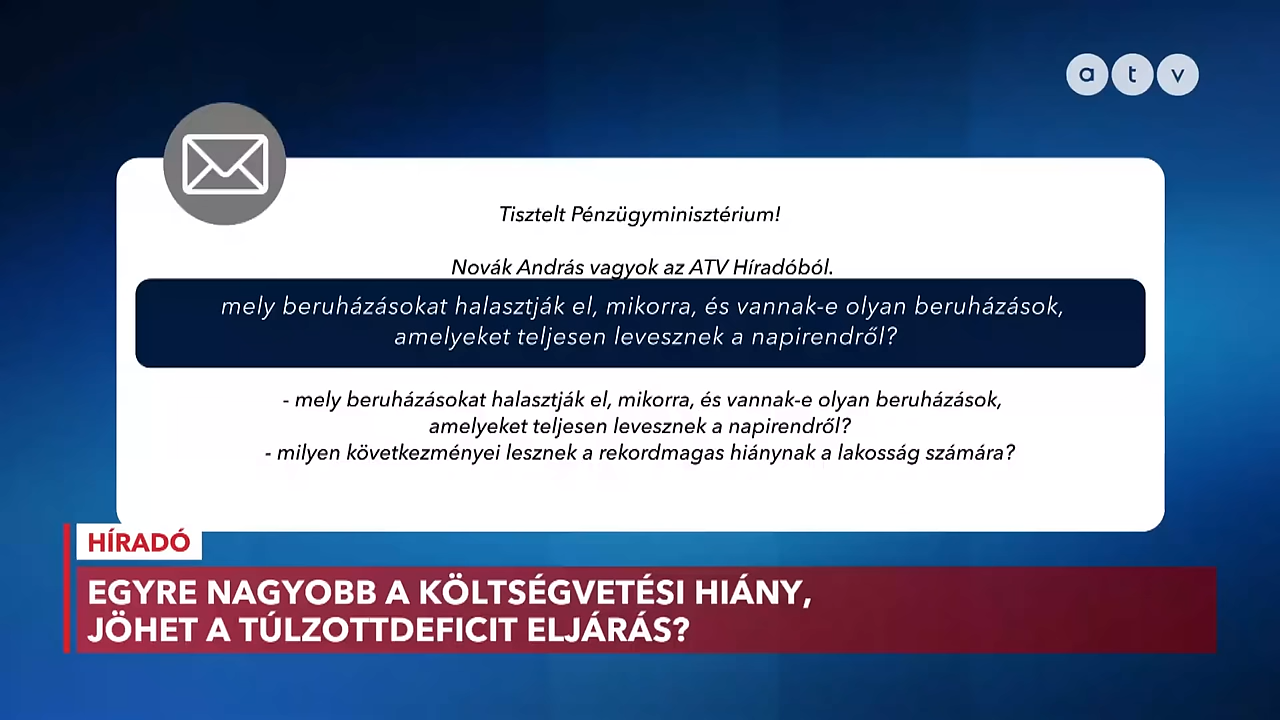 atv
Tisztelt Pénzügyminisztérium!
Novák András vagyok az ATV Híradóból.
mely beruházásokat halasztják el, mikorra, és vannak-e olyan beruházások,
amelyeket teljesen levesznek a napirendről?
- mely beruházásokat halasztják el, mikorra, és vannak-e olyan beruházások,
amelyeket teljesen levesznek a napirendről?
- milyen következményei lesznek a rekordmagas hiánynak a lakosság számára?
HÍRADÓ
EGYRE NAGYOBB A KÖLTSÉGVETÉSI HIÁNY,
JÖHET A TÚLZOTTDEFICIT ELJÁRÁS?